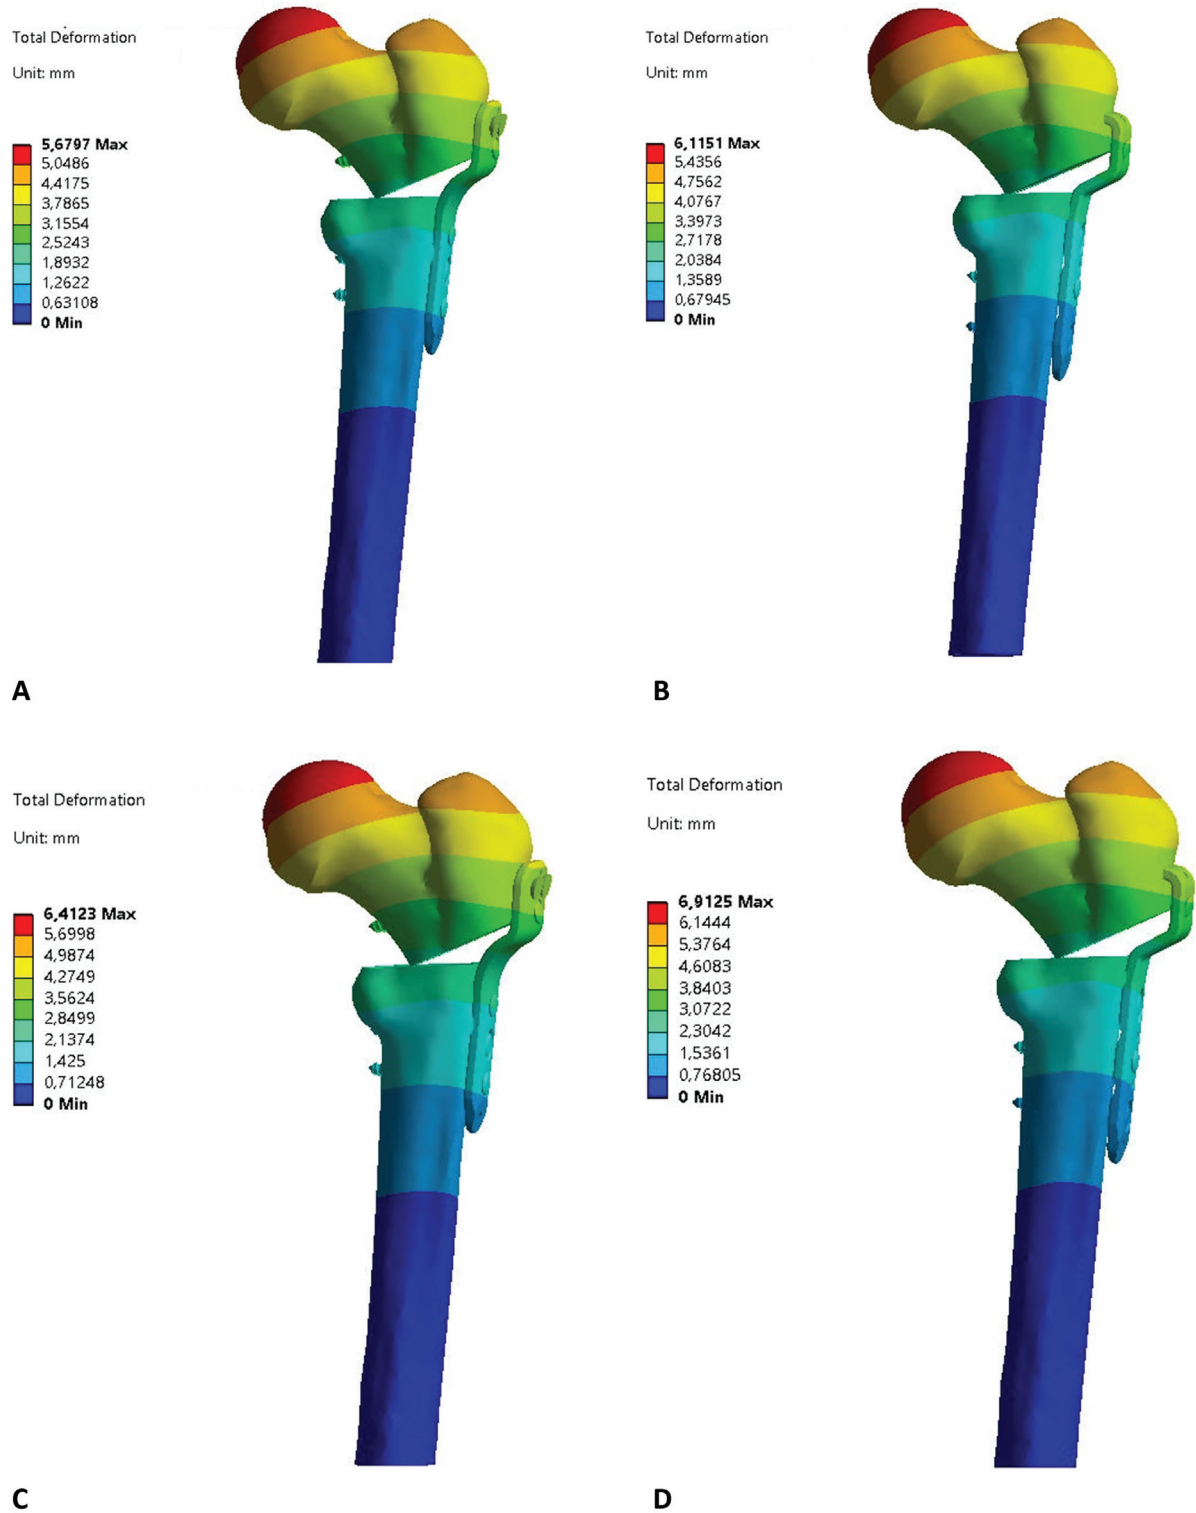 Total Deformation
Unit: mm
5,6797 Max
5,0486
4,4175
3,7865
3,1554
2,5243
1,8932
1,2622
0,63108
0 Min
A
Total Deformation
Unit: mm
6,1151 Max
5,4356
4,7562
4,0767
3,3973
2,7178
2,0384
1,3589
0,67945
0 Min
B
Total Deformation
Unit: mm
6,4123 Max
5,6998
4,9874
4,2749
3,5624
2,8499
2,1374
1,425
0,71248
0 Min
C
Total Deformation
Unit: mm
6,9125 Max
6,1444
5,3764
4,6083
3,8403
3,0722
2,3042
1,5361
0,76805
0 Min
D